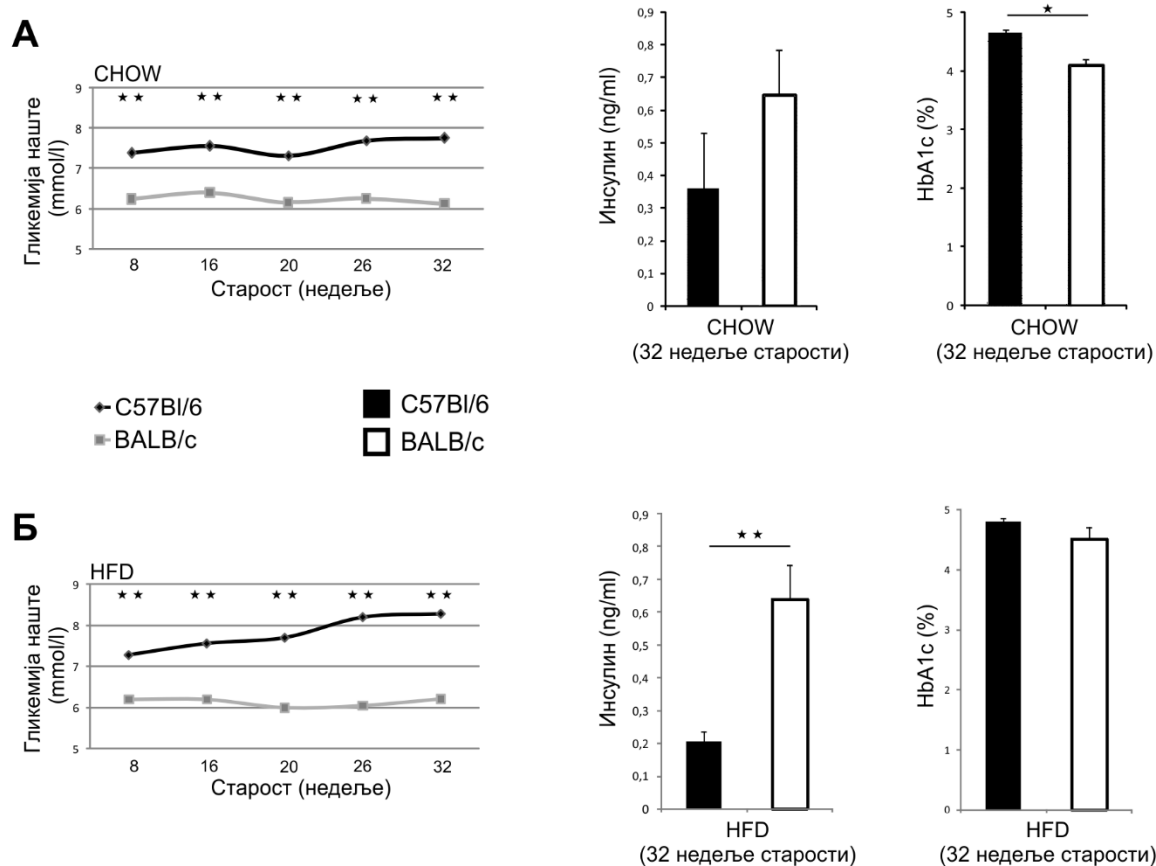 А
CHOW
Гликемија наште
(mmol/l)
9
8
7
6
5
★★ ★★ ★★ ★★ ★★
8 16 20 26 32
Старост (недеље)
Инсулин (ng/ml)
0,9
0,8
0,7
0,6
0,5
0,4
0,3
0,2
0,1
0
CHOW
(32 недеље старости)
HbA1c (%)
5
4
3
2
1
0
★
CHOW
(32 недеље старости)
C57Bl/6
BALB/c
C57Bl/6
BALB/c
Б
HFD
Гликемија наште
(mmol/l)
9
8
7
6
5
★★ ★★ ★★ ★★ ★★
8 16 20 26 32
Старост (недеље)
Инсулин (ng/ml)
0,9
0,8
0,7
0,6
0,5
0,4
0,3
0,2
0,1
0
★★
HFD
(32 недеље старости)
HbA1c (%)
5
4
3
2
1
0
HFD
(32 недеље старости)